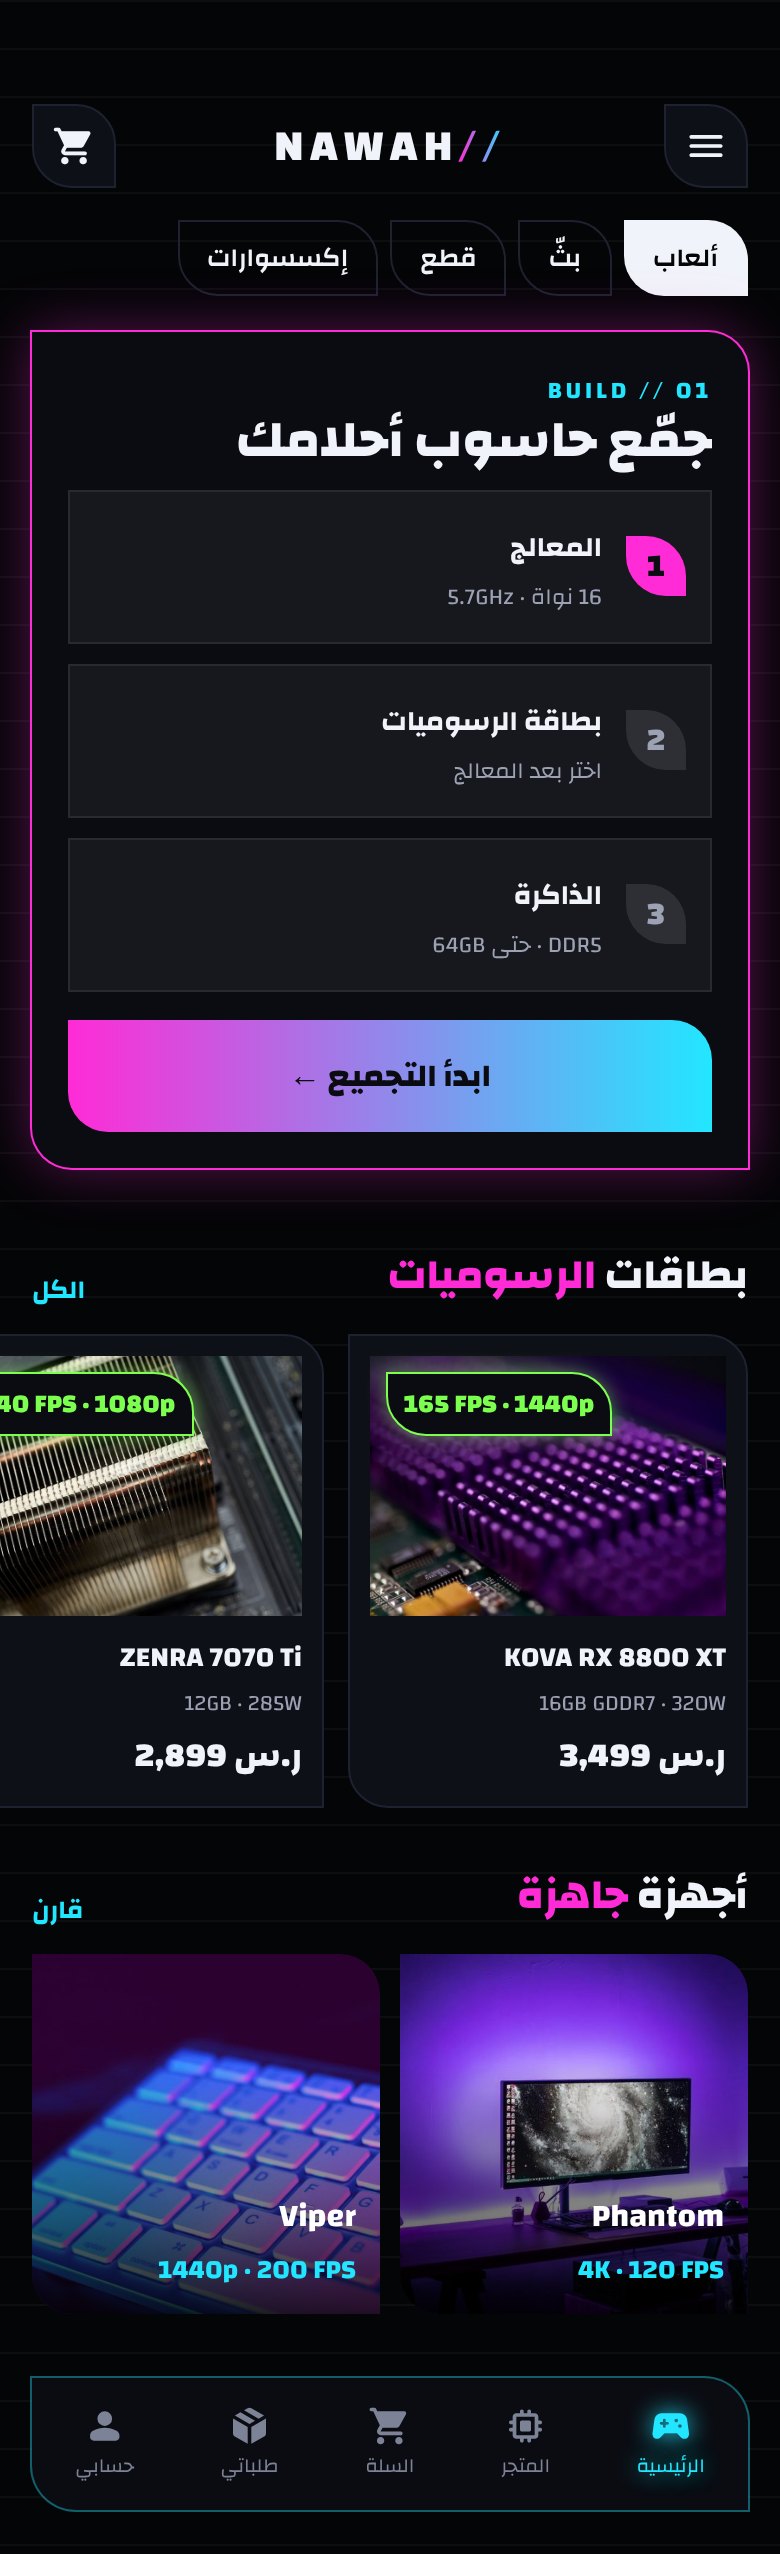 NAWAH//
ألعاب
بثّ
قطع
إكسسوارات
BUILD // 01
جمّع حاسوب أحلامك
1
المعالج
16 نواة · 5.7GHz
2
بطاقة الرسوميات
اختر بعد المعالج
3
الذاكرة
DDR5 · حتى 64GB
ابدأ التجميع ←
بطاقات الرسوميات
الكل
165 FPS · 1440p
KOVA RX 8800 XT
16GB GDDR7 · 320W
ر.س 3,499
40 FPS · 1080p
ZENRA 7070 Ti
12GB · 285W
ر.س 2,899
أجهزة جاهزة
قارن
Phantom
4K · 120 FPS
Viper
1440p · 200 FPS
الرئيسية
المتجر
السلة
طلباتي
حسابي